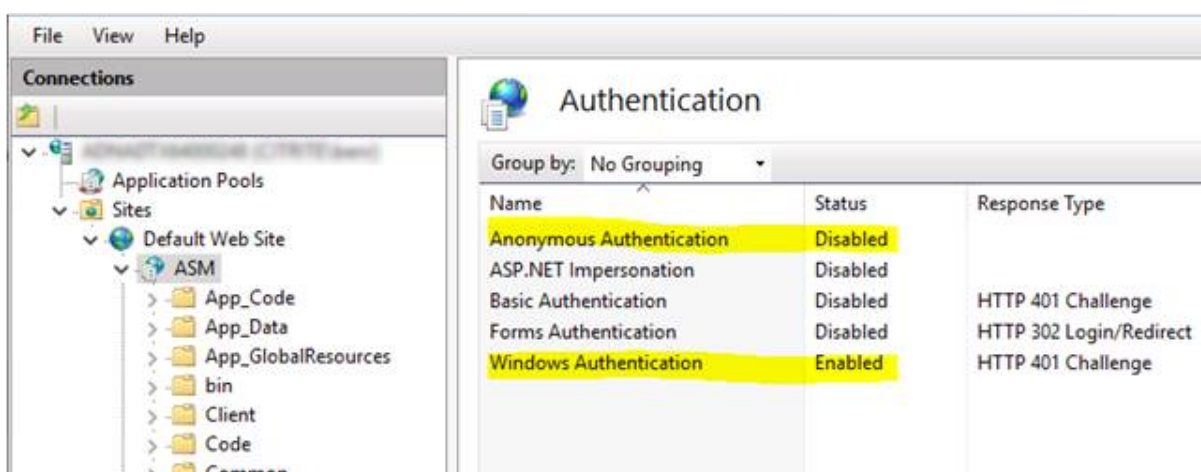 File View Help
Connections
Application Pools
Sites
Default Web Site
ASM
App_Code
App_Data
App_GlobalResources
bin
Client
Code
Common
Authentication
Group by: No Grouping
Name Status Response Type
Anonymous Authentication Disabled
ASP.NET Impersonation Disabled
Basic Authentication Disabled HTTP 401 Challenge
Forms Authentication Disabled HTTP 302 Login/Redirect
Windows Authentication Enabled HTTP 401 Challenge